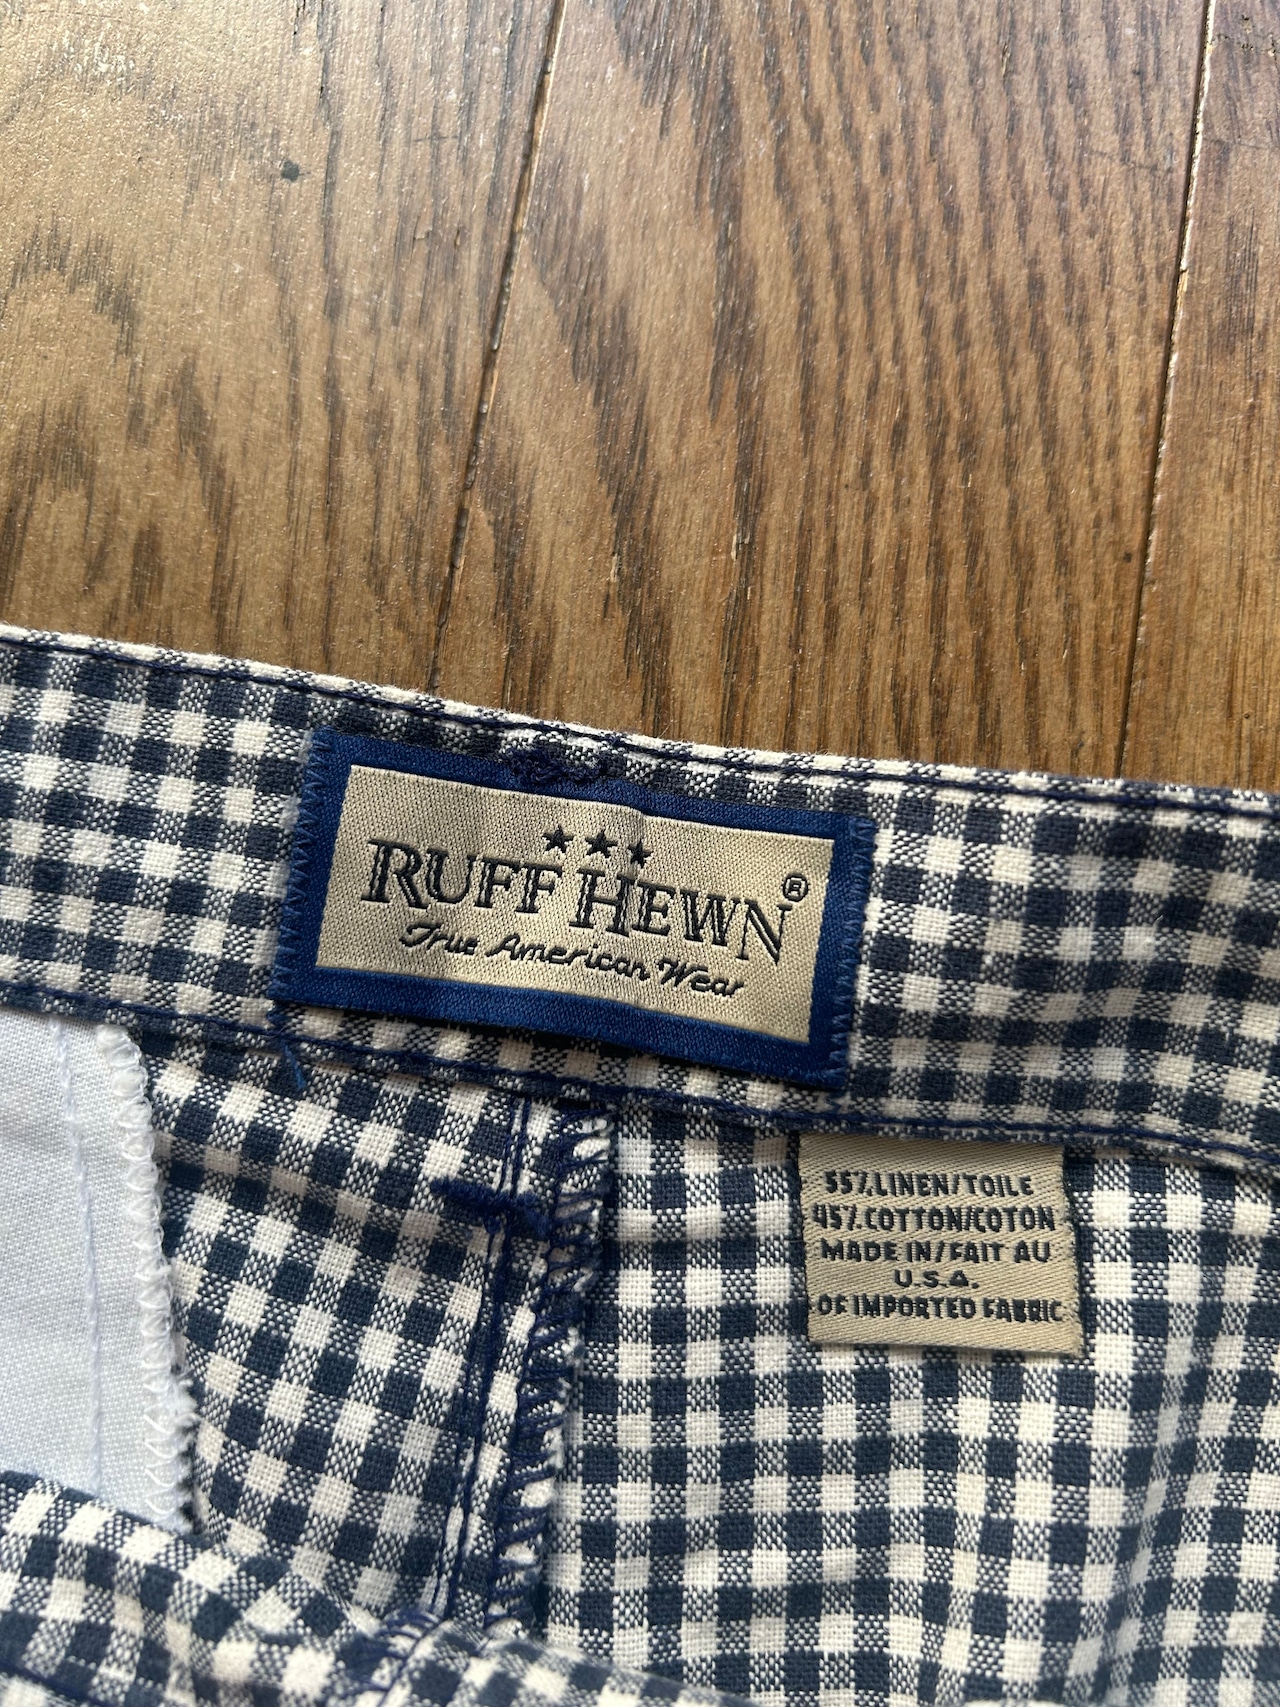 ★★★
RUFF HEWN®
True American Wear
55% LINEN/TOILE
45% COTTON/COTON
MADE IN/FAIT AU
U.S.A.
OF IMPORTED FABRIC